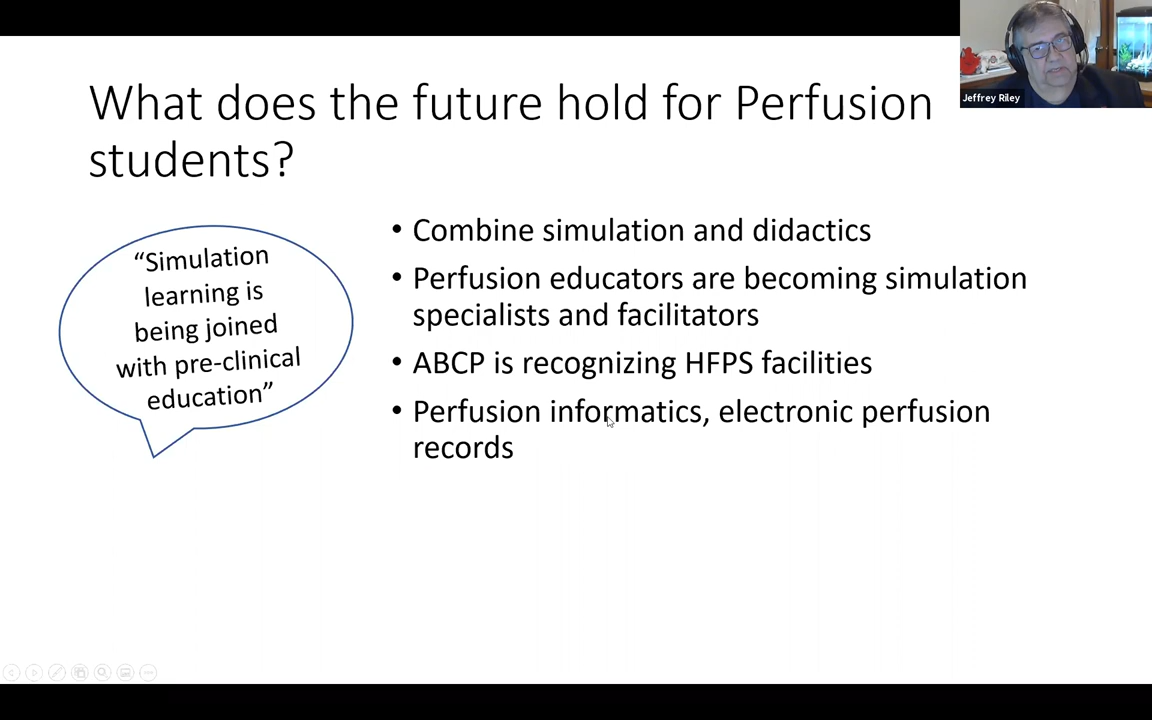 Jeffrey Riley
What does the future hold for Perfusion
students?
“Simulation
learning is
being joined
with pre-clinical
education”
• Combine simulation and didactics
• Perfusion educators are becoming simulation
specialists and facilitators
• ABCP is recognizing HFPS facilities
• Perfusion informatics, electronic perfusion
records